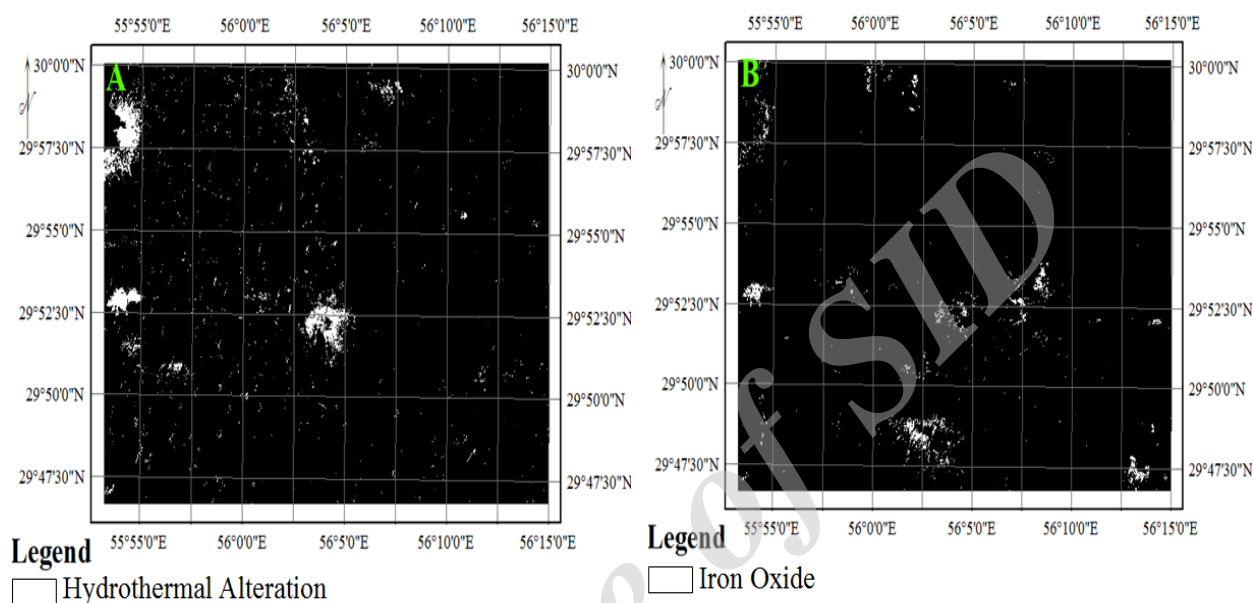 55°55'0"E 56°0'0"E 56°5'0"E 56°10'0"E 56°15'0"E
A
N
30°0'0"N 30°0'0"N
29°57'30"N 29°57'30"N
29°55'0"N 29°55'0"N
29°52'30"N 29°52'30"N
29°50'0"N 29°50'0"N
29°47'30"N 29°47'30"N
55°55'0"E 56°0'0"E 56°5'0"E 56°10'0"E 56°15'0"E
Legend
Hydrothermal Alteration
55°55'0"E 56°0'0"E 56°5'0"E 56°10'0"E 56°15'0"E
B
N
30°0'0"N 30°0'0"N
29°57'30"N 29°57'30"N
29°55'0"N 29°55'0"N
29°52'30"N 29°52'30"N
29°50'0"N 29°50'0"N
29°47'30"N 29°47'30"N
55°55'0"E 56°0'0"E 56°5'0"E 56°10'0"E 56°15'0"E
Legend
Iron Oxide
of SID